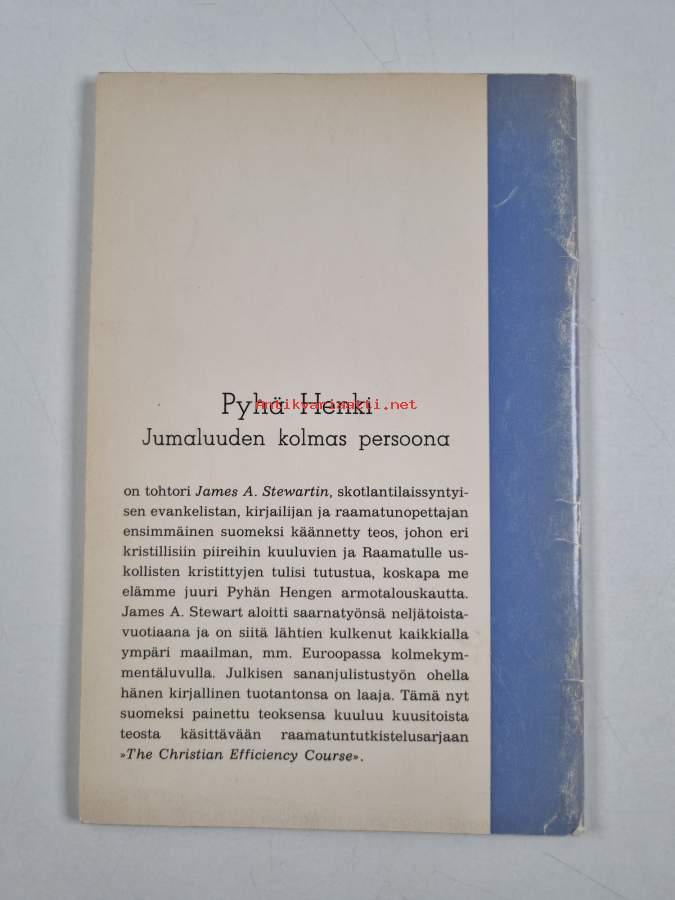 Pyhä Henki
Antikvariaatti.net
Jumaluuden kolmas persoona
on tohtori James A. Stewartin, skotlantilaissyntyi-
sen evankelistan, kirjailijan ja raamatunopettajan
ensimmäinen suomeksi käännetty teos, johon eri
kristillisiin piireihin kuuluvien ja Raamatulle us-
kollisten kristittyjen tulisi tutustua, koskapa me
elämme juuri Pyhän Hengen armotalouskautta.
James A. Stewart aloitti saarnatyönsä neljätoista-
vuotiaana ja on siitä lähtien kulkenut kaikkialla
ympäri maailman, mm. Euroopassa kolmekym-
mentäluvulla. Julkisen sananjulistustyön ohella
hänen kirjallinen tuotantonsa on laaja. Tämä nyt
suomeksi painettu teoksensa kuuluu kuusitoista
teosta käsittävään raamatuntutkistelusarjaan
»The Christian Efficiency Course».